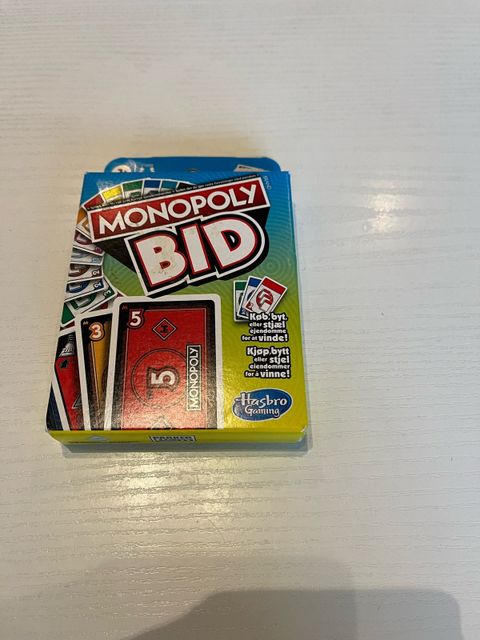 MONOPOLY
BID
5
3
5
MONOPOLY
Køb, byt
eller stjæl
ejendomme
for at vinde!
Kjøp, bytt
eller stjel
eiendommer
for å vinne!
Hasbro
Gaming